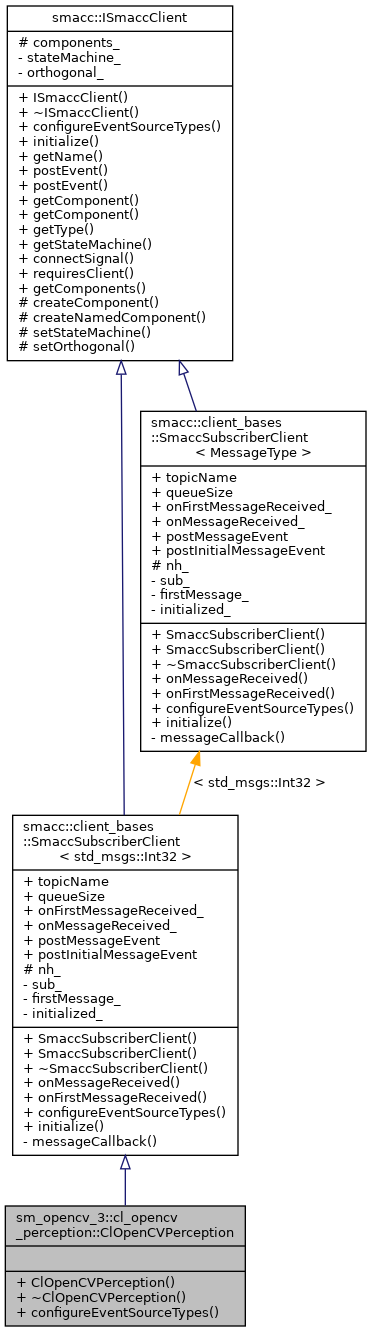 smacc::ISmaccClient
# components_
- stateMachine_
- orthogonal_
+ ISmaccClient()
+ ~ISmaccClient()
+ configureEventSourceTypes()
+ initialize()
+ getName()
+ postEvent()
+ postEvent()
+ getComponent()
+ getComponent()
+ getType()
+ getStateMachine()
+ connectSignal()
+ requiresClient()
+ getComponents()
# createComponent()
# createNamedComponent()
# setStateMachine()
# setOrthogonal()
smacc::client_bases
::SmaccSubscriberClient
< MessageType >
+ topicName
+ queueSize
+ onFirstMessageReceived_
+ onMessageReceived_
+ postMessageEvent
+ postInitialMessageEvent
# nh_
- sub_
- firstMessage_
- initialized_
+ SmaccSubscriberClient()
+ SmaccSubscriberClient()
+ ~SmaccSubscriberClient()
+ onMessageReceived()
+ onFirstMessageReceived()
+ configureEventSourceTypes()
+ initialize()
- messageCallback()
< std_msgs::Int32 >
smacc::client_bases
::SmaccSubscriberClient
< std_msgs::Int32 >
+ topicName
+ queueSize
+ onFirstMessageReceived_
+ onMessageReceived_
+ postMessageEvent
+ postInitialMessageEvent
# nh_
- sub_
- firstMessage_
- initialized_
+ SmaccSubscriberClient()
+ SmaccSubscriberClient()
+ ~SmaccSubscriberClient()
+ onMessageReceived()
+ onFirstMessageReceived()
+ configureEventSourceTypes()
+ initialize()
- messageCallback()
sm_opencv_3::cl_opencv
_perception::ClOpenCVPerception
+ ClOpenCVPerception()
+ ~ClOpenCVPerception()
+ configureEventSourceTypes()